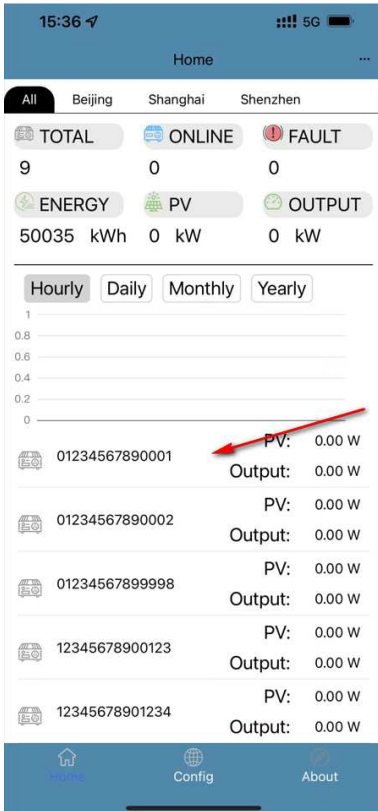 15:36 5G
Home ...
All Beijing Shanghai Shenzhen
TOTAL ONLINE FAULT
9 0 0
ENERGY PV OUTPUT
50035 kWh 0 kW 0 kW
Hourly Daily Monthly Yearly
1
0.8
0.6
0.4
0.2
0
PV: 0.00 W
01234567890001
Output: 0.00 W
PV: 0.00 W
01234567890002
Output: 0.00 W
PV: 0.00 W
01234567899998
Output: 0.00 W
PV: 0.00 W
12345678900123
Output: 0.00 W
PV: 0.00 W
12345678901234
Output: 0.00 W
Home Config About